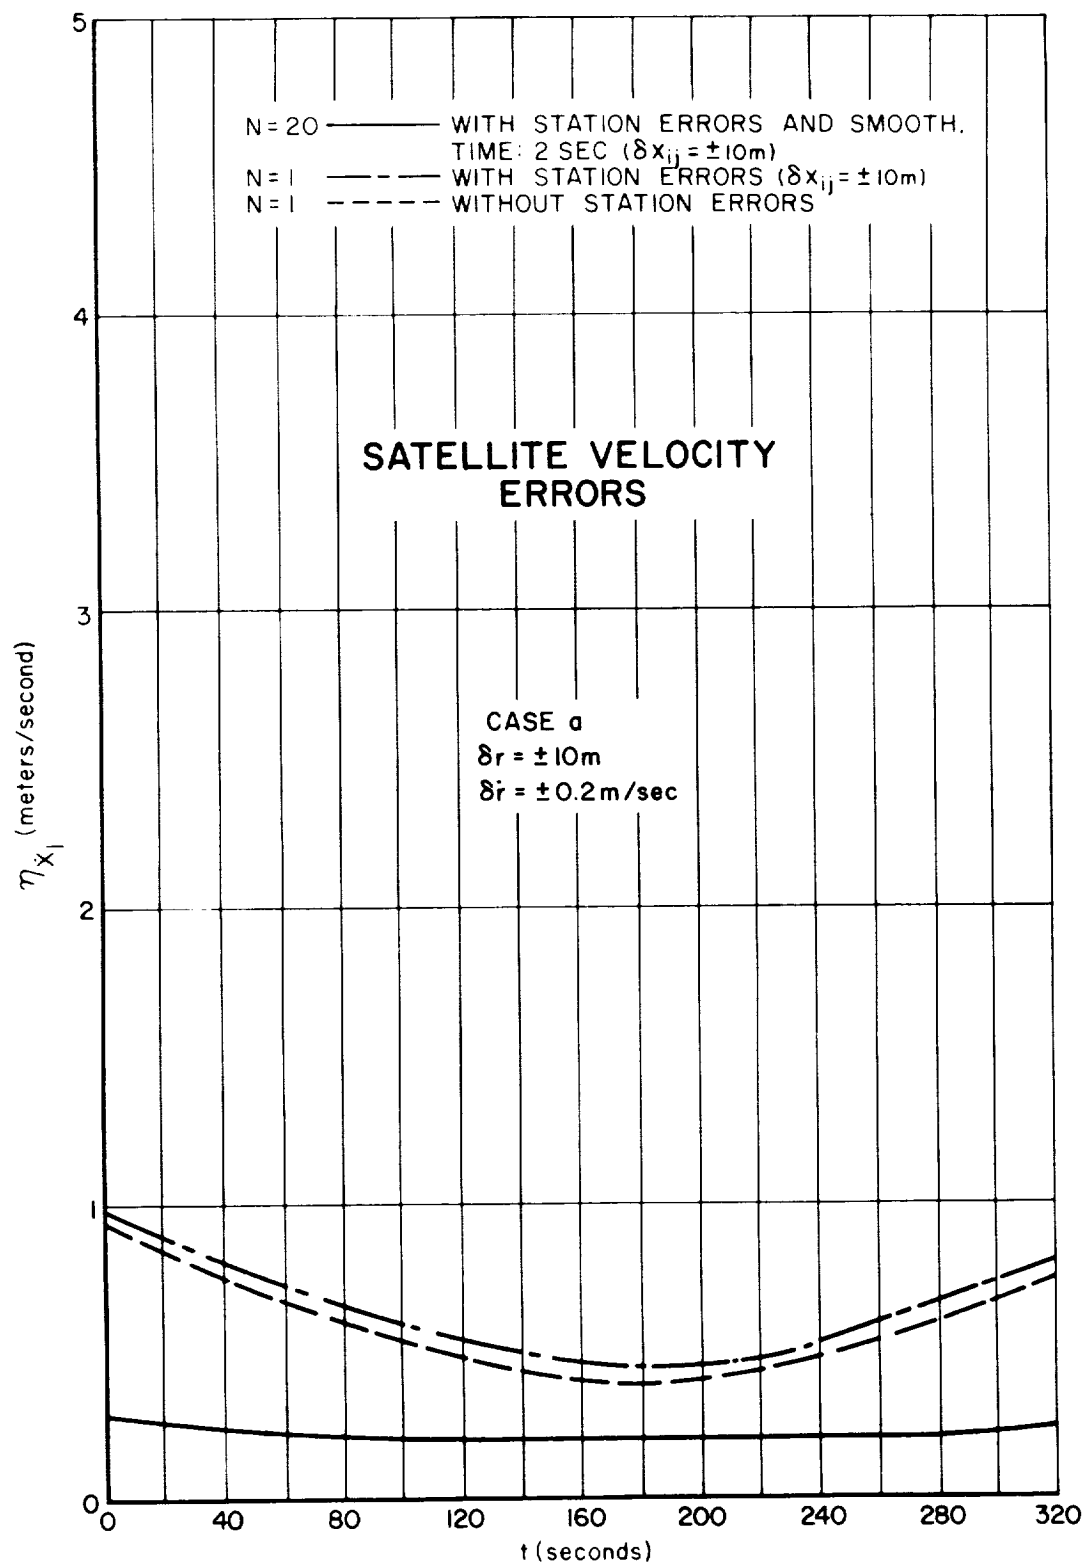 5
N=20 WITH STATION ERRORS AND SMOOTH.
TIME: 2 SEC (δx_ij = ±10m)
N=1 WITH STATION ERRORS (δx_ij = ±10m)
N=1 WITHOUT STATION ERRORS
4
SATELLITE VELOCITY
ERRORS
3
CASE a
δr = ±10m
δṙ = ±0.2m/sec
η_ẋ₁ (meters/second)
2
1
0
0 40 80 120 160 200 240 280 320
t (seconds)